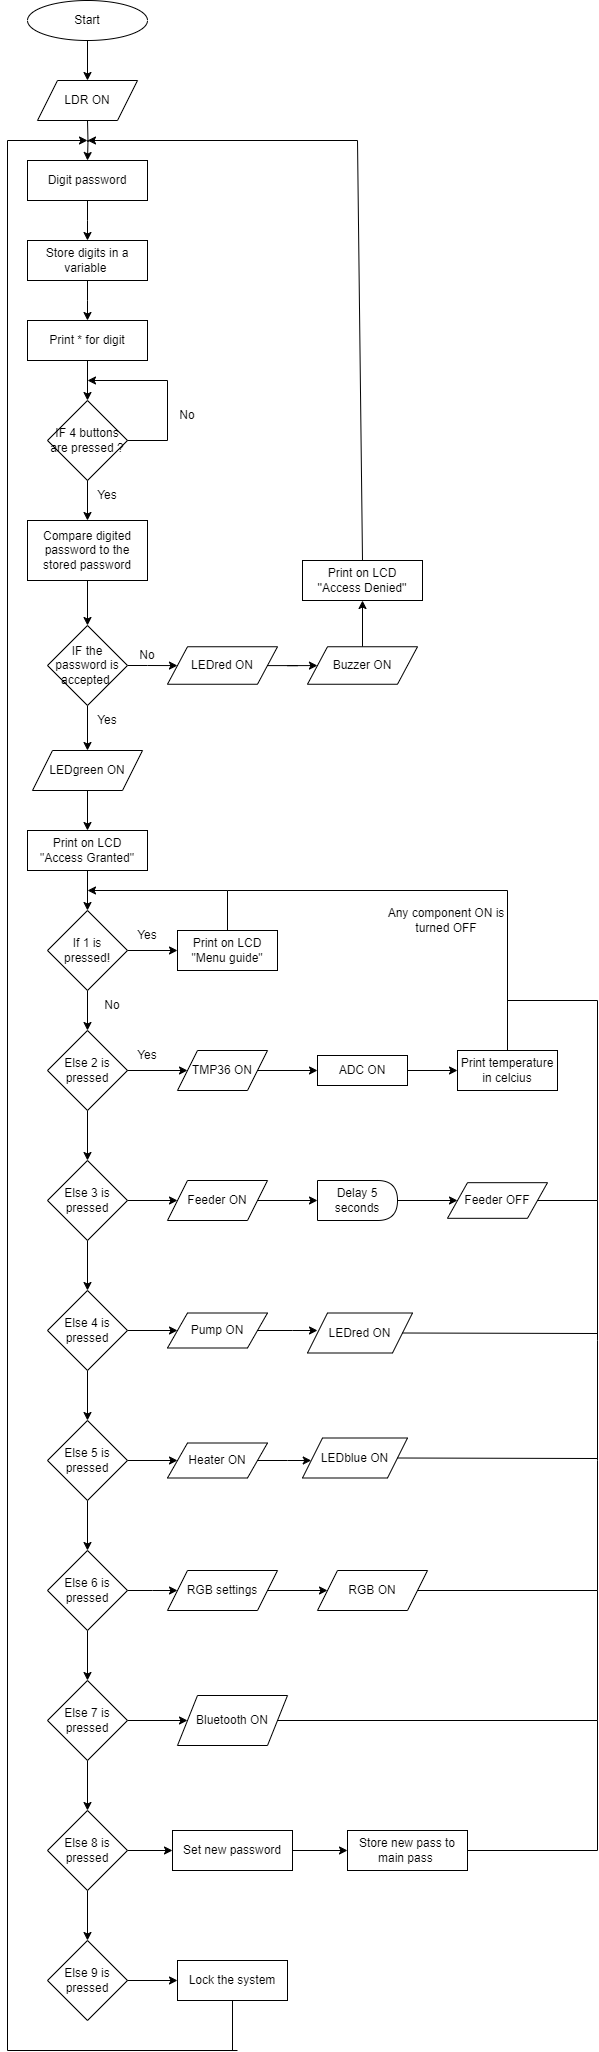 Start
LDR ON
Digit password
Store digits in a
variable
Print * for digit
No
IF 4 buttons
are pressed ?
Yes
Compare digited
password to the
stored password
Print on LCD
"Access Denied"
IF the
password is
accepted
No
LEDred ON
Buzzer ON
Yes
LEDgreen ON
Print on LCD
"Access Granted"
Any component ON is
turned OFF
If 1 is
pressed!
Yes
Print on LCD
"Menu guide"
No
Else 2 is
pressed
Yes
TMP36 ON
ADC ON
Print temperature
in celcius
Else 3 is
pressed
Feeder ON
Delay 5
seconds
Feeder OFF
Else 4 is
pressed
Pump ON
LEDred ON
Else 5 is
pressed
Heater ON
LEDblue ON
Else 6 is
pressed
RGB settings
RGB ON
Else 7 is
pressed
Bluetooth ON
Else 8 is
pressed
Set new password
Store new pass to
main pass
Else 9 is
pressed
Lock the system